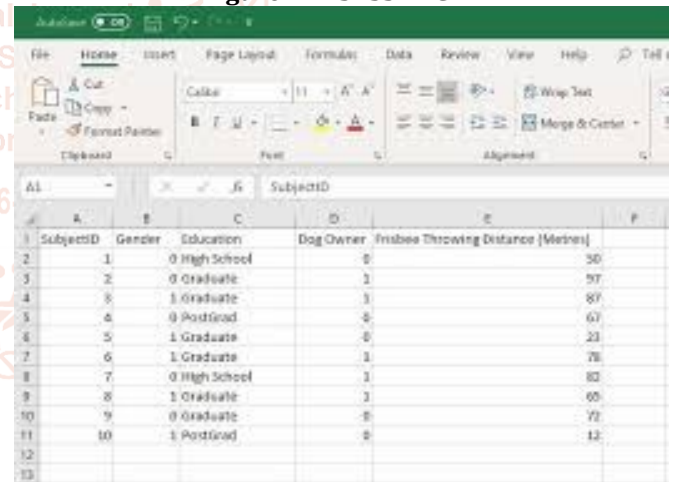 AutoSave On
File Home Insert Page Layout Formulas Data Review View Help Tell
Paste
Cut
Copy
Format Painter
Calibri 11 A A
B I U A
Wrap Text
Merge & Center
Clipboard Font Alignment
A1 fx SubjectID
A B C D E F
1 SubjectID Gender Education Dog Owner Frisbee Throwing Distance (Metres)
2 1 0 High School 0 50
3 2 0 Graduate 1 97
4 3 1 Graduate 1 87
5 4 0 PostGrad 0 67
6 5 1 Graduate 0 23
7 6 1 Graduate 1 78
8 7 0 High School 1 82
9 8 1 Graduate 1 65
10 9 0 Graduate 0 72
11 10 1 PostGrad 0 12
12
13